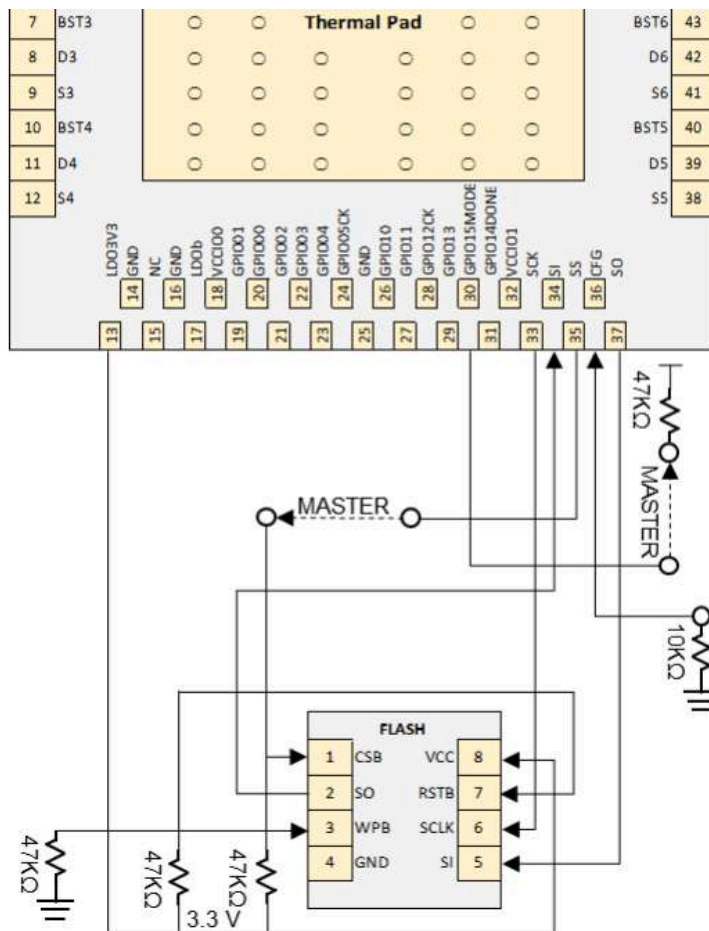 7 BST3 Thermal Pad BST6 43
8 D3 D6 42
9 S3 S6 41
10 BST4 BST5 40
11 D4 D5 39
12 S4 S5 38
LDO3V3
GND
NC
GND
LDOb
VCCIO0
GPIO01
GPIO00
GPIO02
GPIO03
GPIO04
GPIO05CK
GND
GPIO10
GPIO11
GPIO12CK
GPIO13
GPIO15MODE
GPIO14DONE
VCCIO1
SCK
SI
SS
CFG
SO
14 16 18 20 22 24 26 28 30 32 34 36
13 15 17 19 21 23 25 27 29 31 33 35 37
47KΩ
MASTER
MASTER
10KΩ
FLASH
1 CSB VCC 8
2 SO RSTB 7
3 WPB SCLK 6
4 GND SI 5
47KΩ
47KΩ
47KΩ
3.3 V